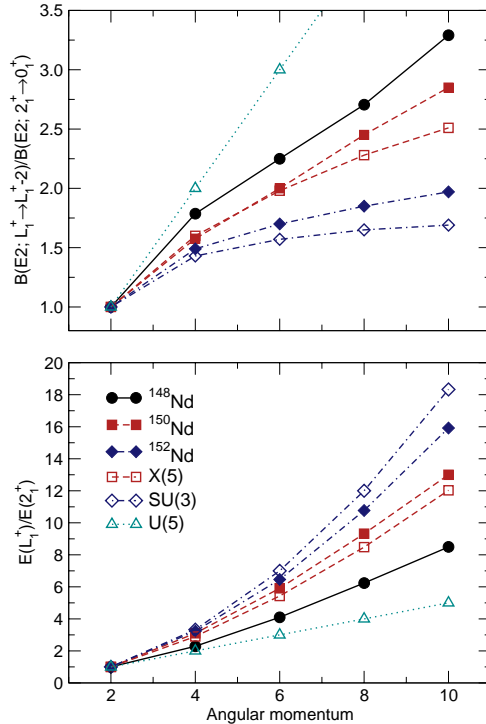 3.5
3.0
2.5
2.0
1.5
1.0
B(E2; L₁⁺→L₁⁺-2)/B(E2; 2₁⁺→0₁⁺)
20
18
16
14
12
10
8
6
4
2
0
E(L₁⁺)/E(2₁⁺)
¹⁴⁸Nd
¹⁵⁰Nd
¹⁵²Nd
X(5)
SU(3)
U(5)
2 4 6 8 10
Angular momentum